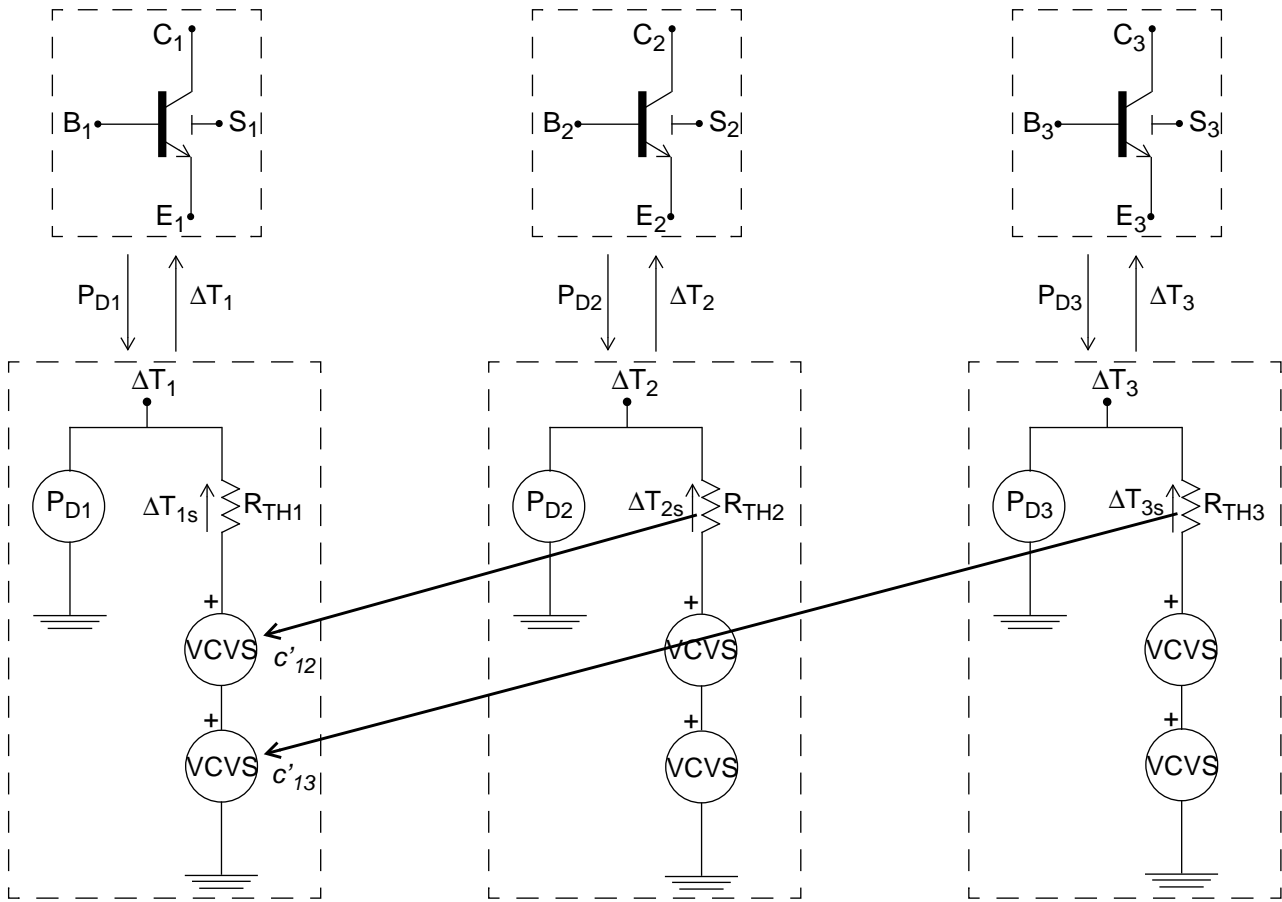 C1 C2 C3
B1 S1 B2 S2 B3 S3
E1 E2 E3
PD1 ΔT1 PD2 ΔT2 PD3 ΔT3
ΔT1 ΔT2 ΔT3
PD1 ΔT1s RTH1 PD2 ΔT2s RTH2 PD3 ΔT3s RTH3
+ + +
VCVS c'12 VCVS VCVS
+ + +
VCVS c'13 VCVS VCVS